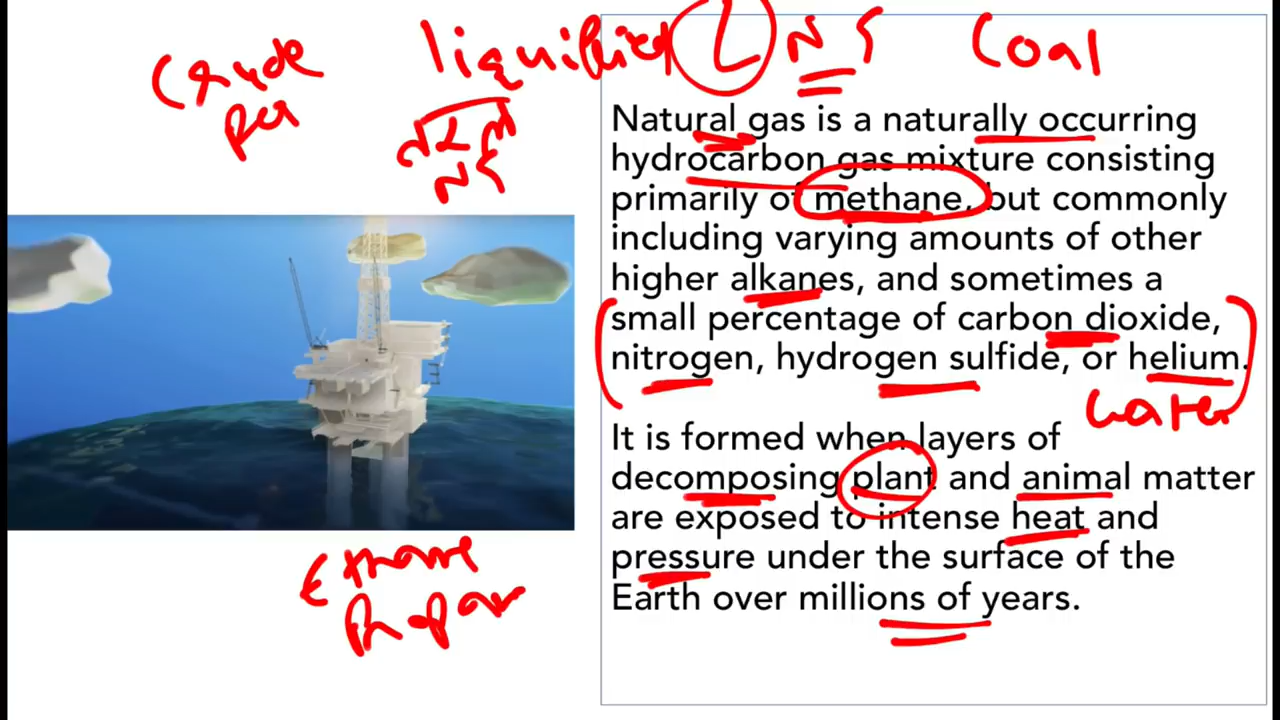 Crude
liquified L NG Coal
NG
Natural gas is a naturally occurring
hydrocarbon gas mixture consisting
primarily of methane, but commonly
including varying amounts of other
higher alkanes, and sometimes a
small percentage of carbon dioxide,
nitrogen, hydrogen sulfide, or helium.
water
It is formed when layers of
decomposing plant and animal matter
are exposed to intense heat and
pressure under the surface of the
Earth over millions of years.
Ethane